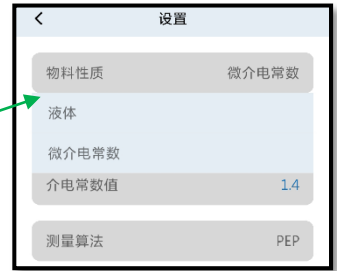 设置
物料性质 微介电常数
液体
微介电常数
介电常数值 1.4
测量算法 PEP